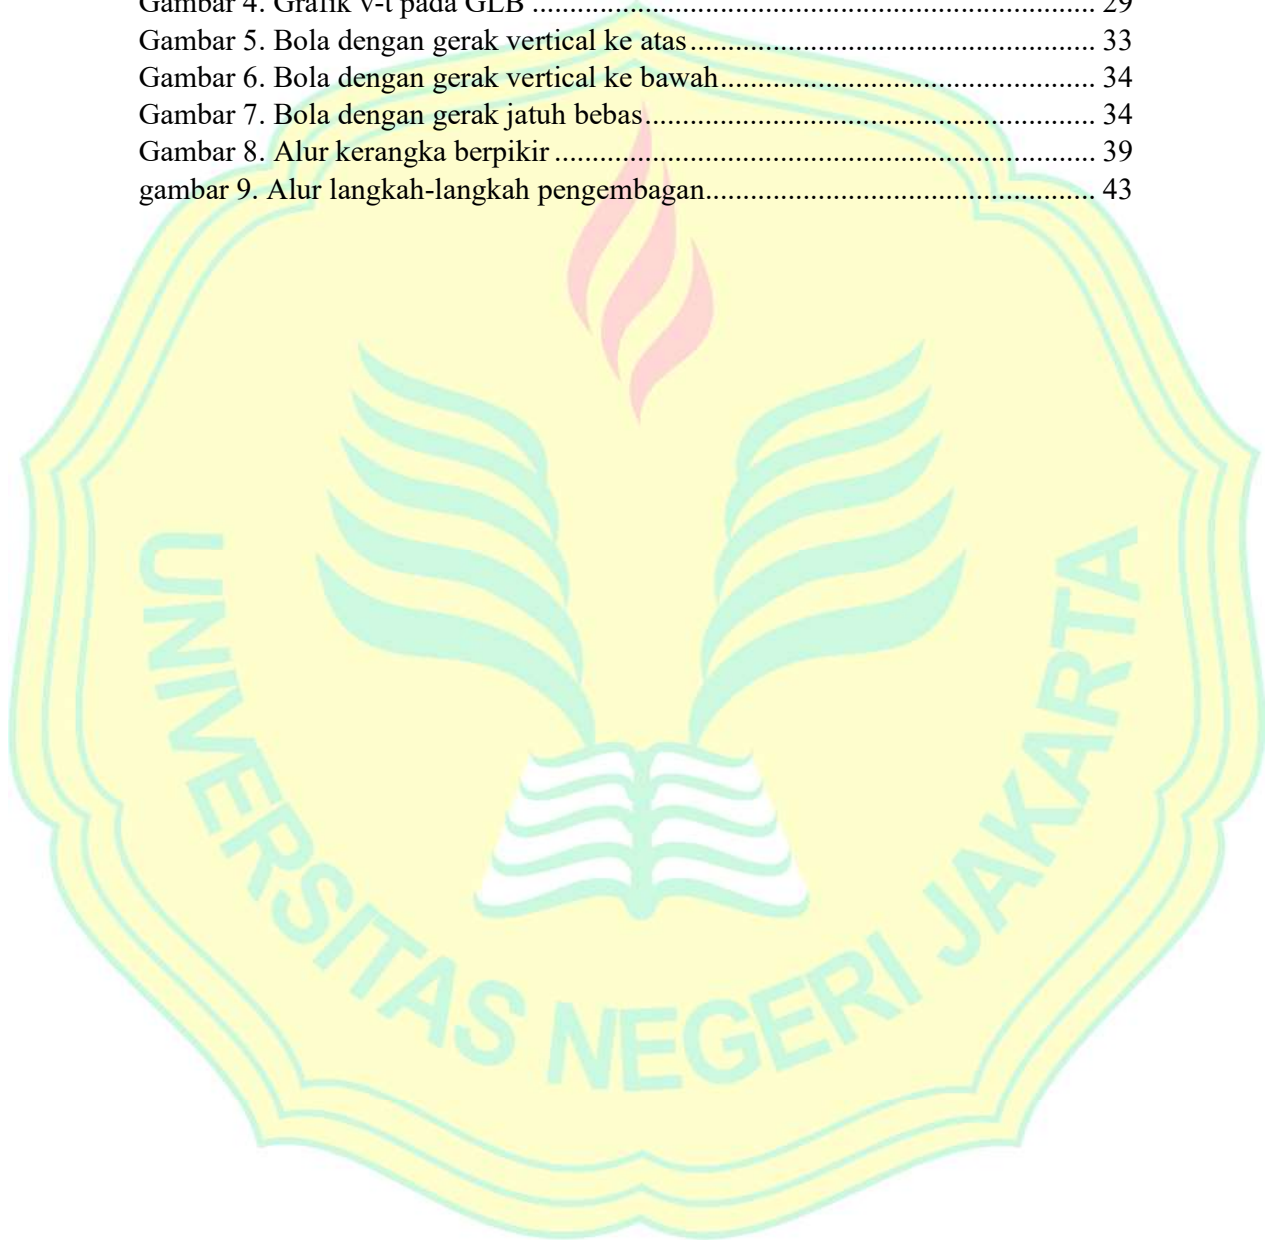 Gambar 4. Grafik v-t pada GLB ........................................................................... 29
Gambar 5. Bola dengan gerak vertical ke atas...................................................... 33
Gambar 6. Bola dengan gerak vertical ke bawah.................................................. 34
Gambar 7. Bola dengan gerak jatuh bebas............................................................ 34
Gambar 8. Alur kerangka berpikir ........................................................................ 39
gambar 9. Alur langkah-langkah pengembagan.................................................... 43
UNIVERSITAS NEGERI JAKARTA